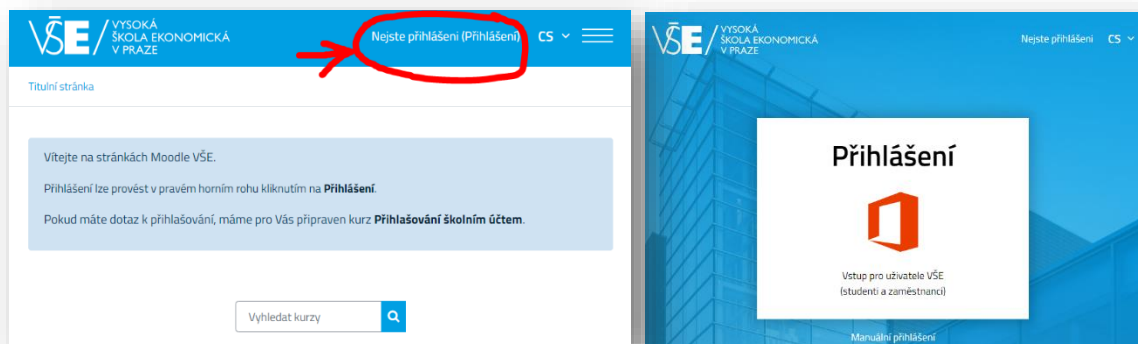 VŠE
VYSOKÁ
ŠKOLA EKONOMICKÁ
V PRAZE
Nejste přihlášeni (Přihlášení)
CS
Titulní stránka
Vítejte na stránkách Moodle VŠE.
Přihlášení lze provést v pravém horním rohu kliknutím na Přihlášení.
Pokud máte dotaz k přihlašování, máme pro Vás připraven kurz Přihlašování školním účtem.
Vyhledat kurzy
VŠE
VYSOKÁ
ŠKOLA EKONOMICKÁ
V PRAZE
Nejste přihlášeni
CS
Přihlášení
Vstup pro uživatele VŠE
(studenti a zaměstnanci)
Manuální přihlášení